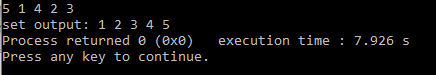 5 1 4 2 3
set output: 1 2 3 4 5
Process returned 0 (0x0)   execution time : 7.926 s
Press any key to continue.